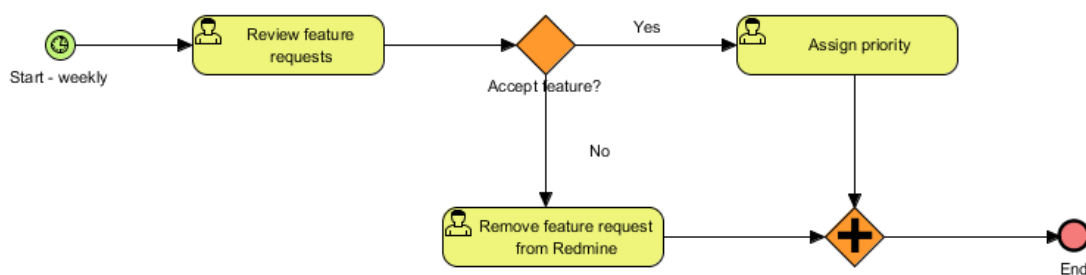 Review feature
requests
Yes
Assign priority
Start - weekly
Accept feature?
No
Remove feature request
from Redmine
End